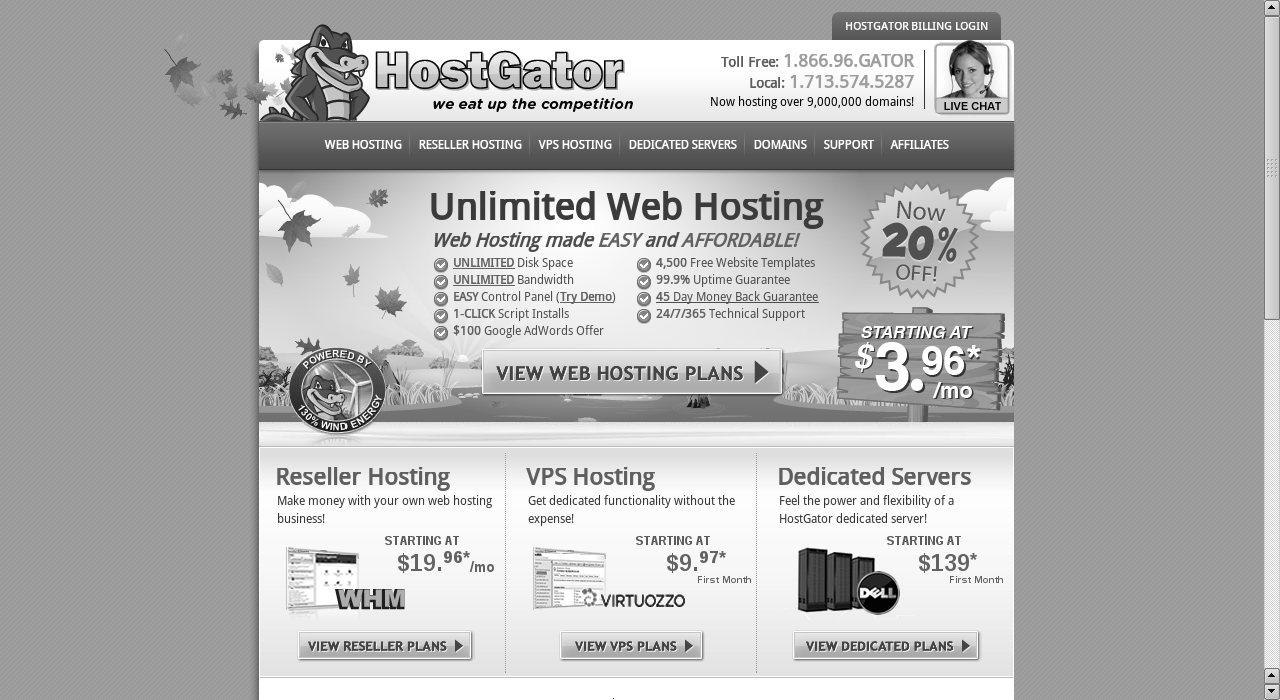 HOSTGATOR BILLING LOGIN
HostGator
we eat up the competition
Toll Free: 1.866.96.GATOR
Local: 1.713.574.5287
Now hosting over 9,000,000 domains!
LIVE CHAT
WEB HOSTING RESELLER HOSTING VPS HOSTING DEDICATED SERVERS DOMAINS SUPPORT AFFILIATES
Unlimited Web Hosting
Web Hosting made EASY and AFFORDABLE!
UNLIMITED Disk Space
UNLIMITED Bandwidth
EASY Control Panel (Try Demo)
1-CLICK Script Installs
$100 Google AdWords Offer
4,500 Free Website Templates
99.9% Uptime Guarantee
45 Day Money Back Guarantee
24/7/365 Technical Support
Now
20%
OFF!
STARTING AT
$3.96*
/mo
POWERED BY
130% WIND ENERGY
VIEW WEB HOSTING PLANS
Reseller Hosting
Make money with your own web hosting
business!
STARTING AT
$19.96*/mo
WHM
VIEW RESELLER PLANS
VPS Hosting
Get dedicated functionality without the
expense!
STARTING AT
$9.97*
First Month
VIRTUOZZO
VIEW VPS PLANS
Dedicated Servers
Feel the power and flexibility of a
HostGator dedicated server!
STARTING AT
$139*
First Month
DELL
VIEW DEDICATED PLANS